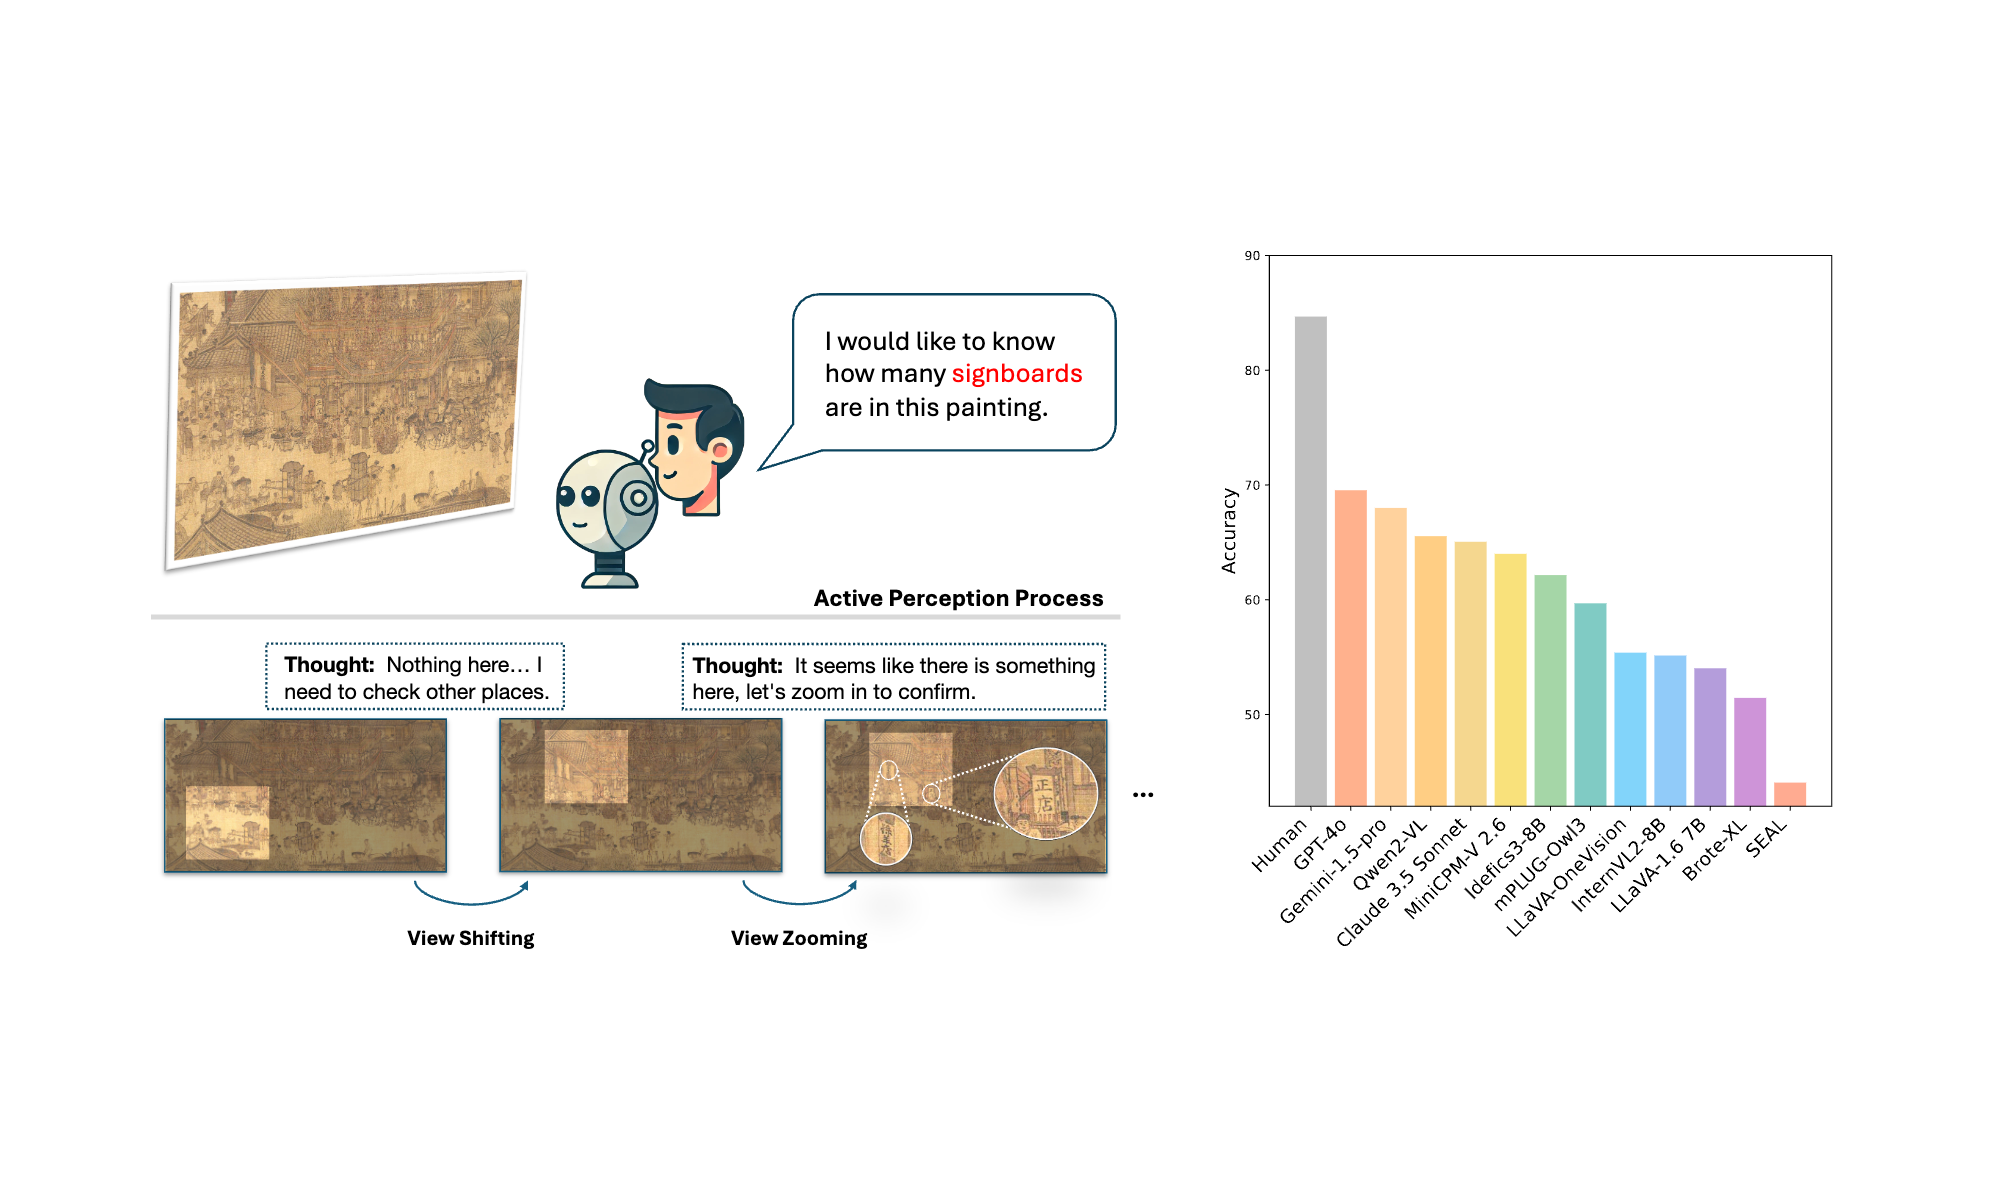 I would like to know
how many signboards
are in this painting.
Active Perception Process
Thought: Nothing here... I
need to check other places.
Thought: It seems like there is something
here, let's zoom in to confirm.
正
店
...
View Shifting
View Zooming
90
80
70
60
50
Accuracy
Human
GPT-4o
Gemini-1.5-pro
Qwen2-VL
Claude 3.5 Sonnet
MiniCPM-V 2.6
Idefics3-8B
mPLUG-Owl3
LLaVA-OneVision
InternVL2-8B
LLaVA-1.6 7B
Brote-XL
SEAL